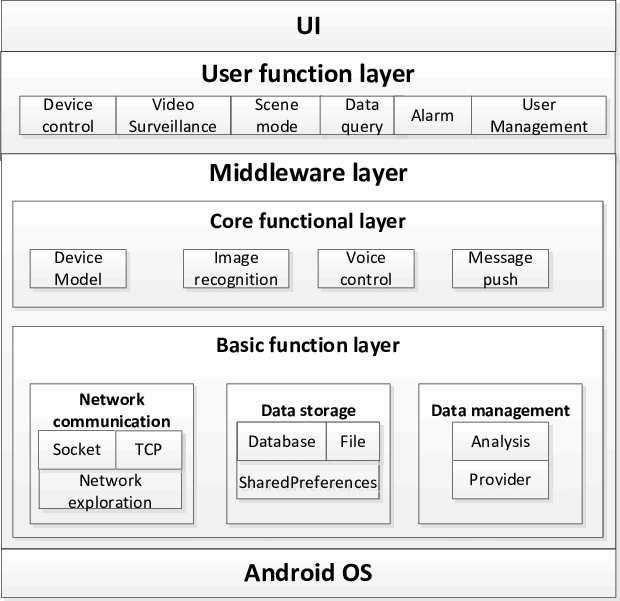 UI
User function layer
Device
control
Video
Surveillance
Scene
mode
Data
query
Alarm
User
Management
Middleware layer
Core functional layer
Device
Model
Image
recognition
Voice
control
Message
push
Basic function layer
Network
communication
Socket
TCP
Network
exploration
Data storage
Database
File
SharedPreferences
Data management
Analysis
Provider
Android OS